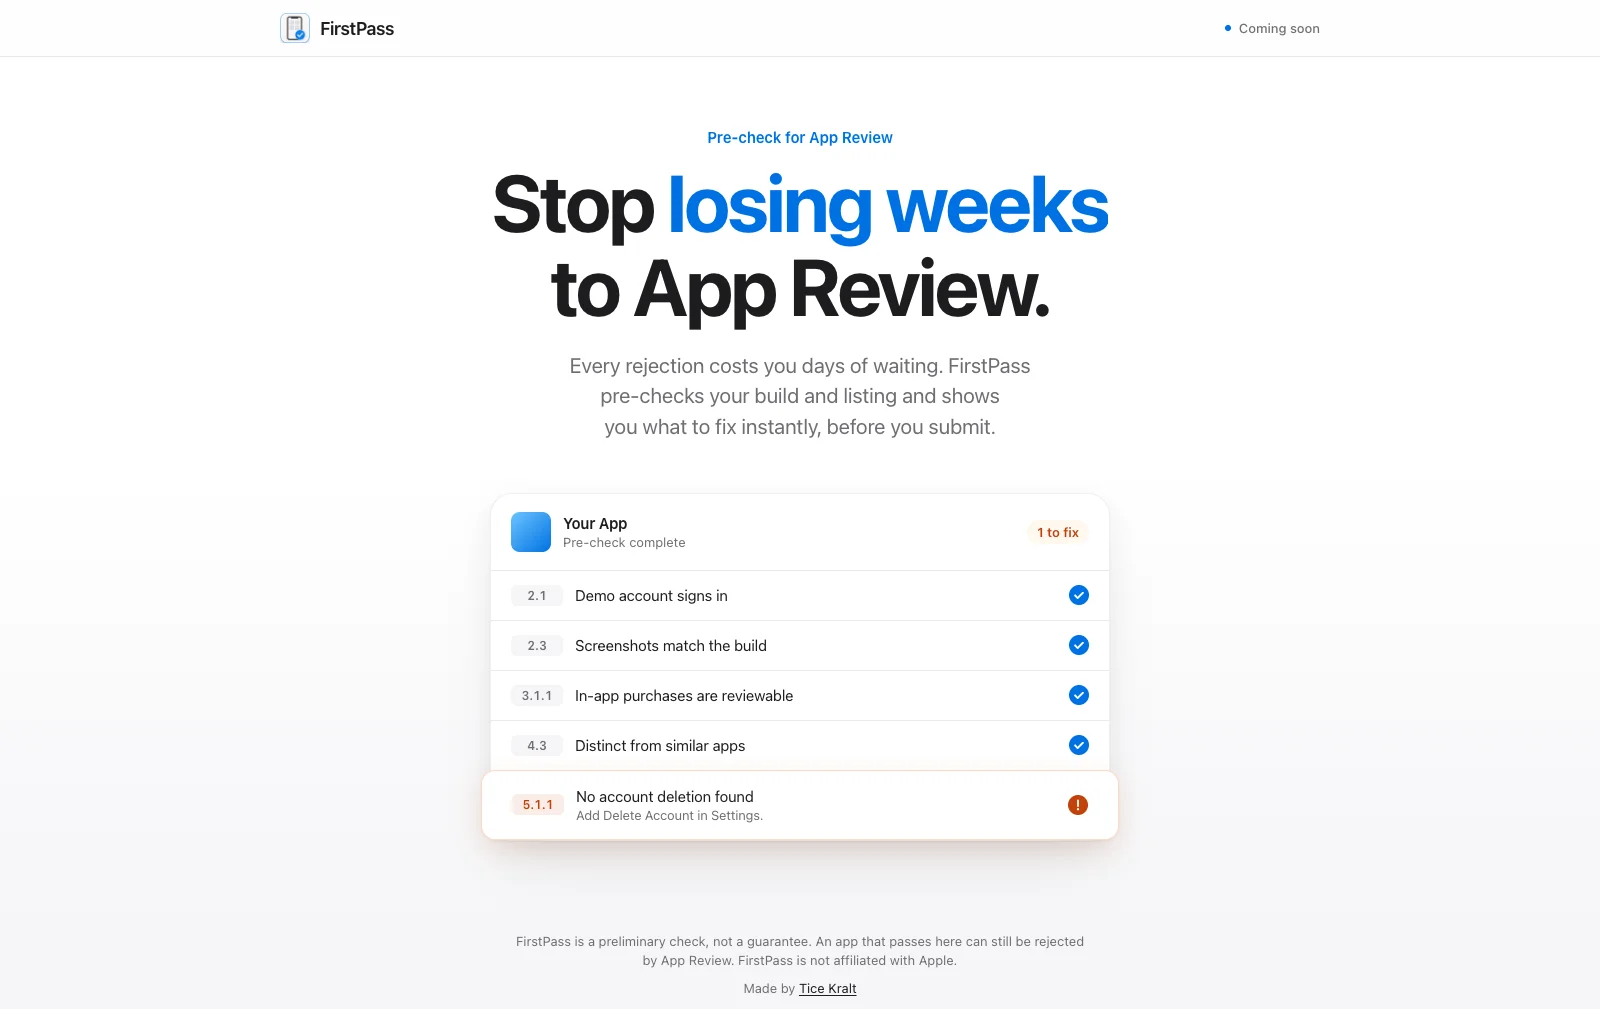 FirstPass
Coming soon
Pre-check for App Review
Stop losing weeks
to App Review.
Every rejection costs you days of waiting. FirstPass
pre-checks your build and listing and shows
you what to fix instantly, before you submit.
Your App
Pre-check complete
1 to fix
2.1 Demo account signs in
2.3 Screenshots match the build
3.1.1 In-app purchases are reviewable
4.3 Distinct from similar apps
5.1.1 No account deletion found
Add Delete Account in Settings.
FirstPass is a preliminary check, not a guarantee. An app that passes here can still be rejected
by App Review. FirstPass is not affiliated with Apple.
Made by Tice Kralt